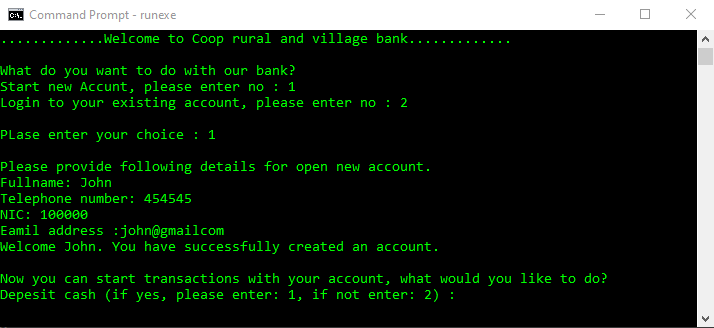 Command Prompt - runexe
.............Welcome to Coop rural and village bank.............
What do you want to do with our bank?
Start new Accunt, please enter no : 1
Login to your existing account, please enter no : 2
PLase enter your choice : 1
Please provide following details for open new account.
Fullname: John
Telephone number: 454545
NIC: 100000
Eamil address :john@gmailcom
Welcome John. You have successfully created an account.
Now you can start transactions with your account, what would you like to do?
Depesit cash (if yes, please enter: 1, if not enter: 2) :